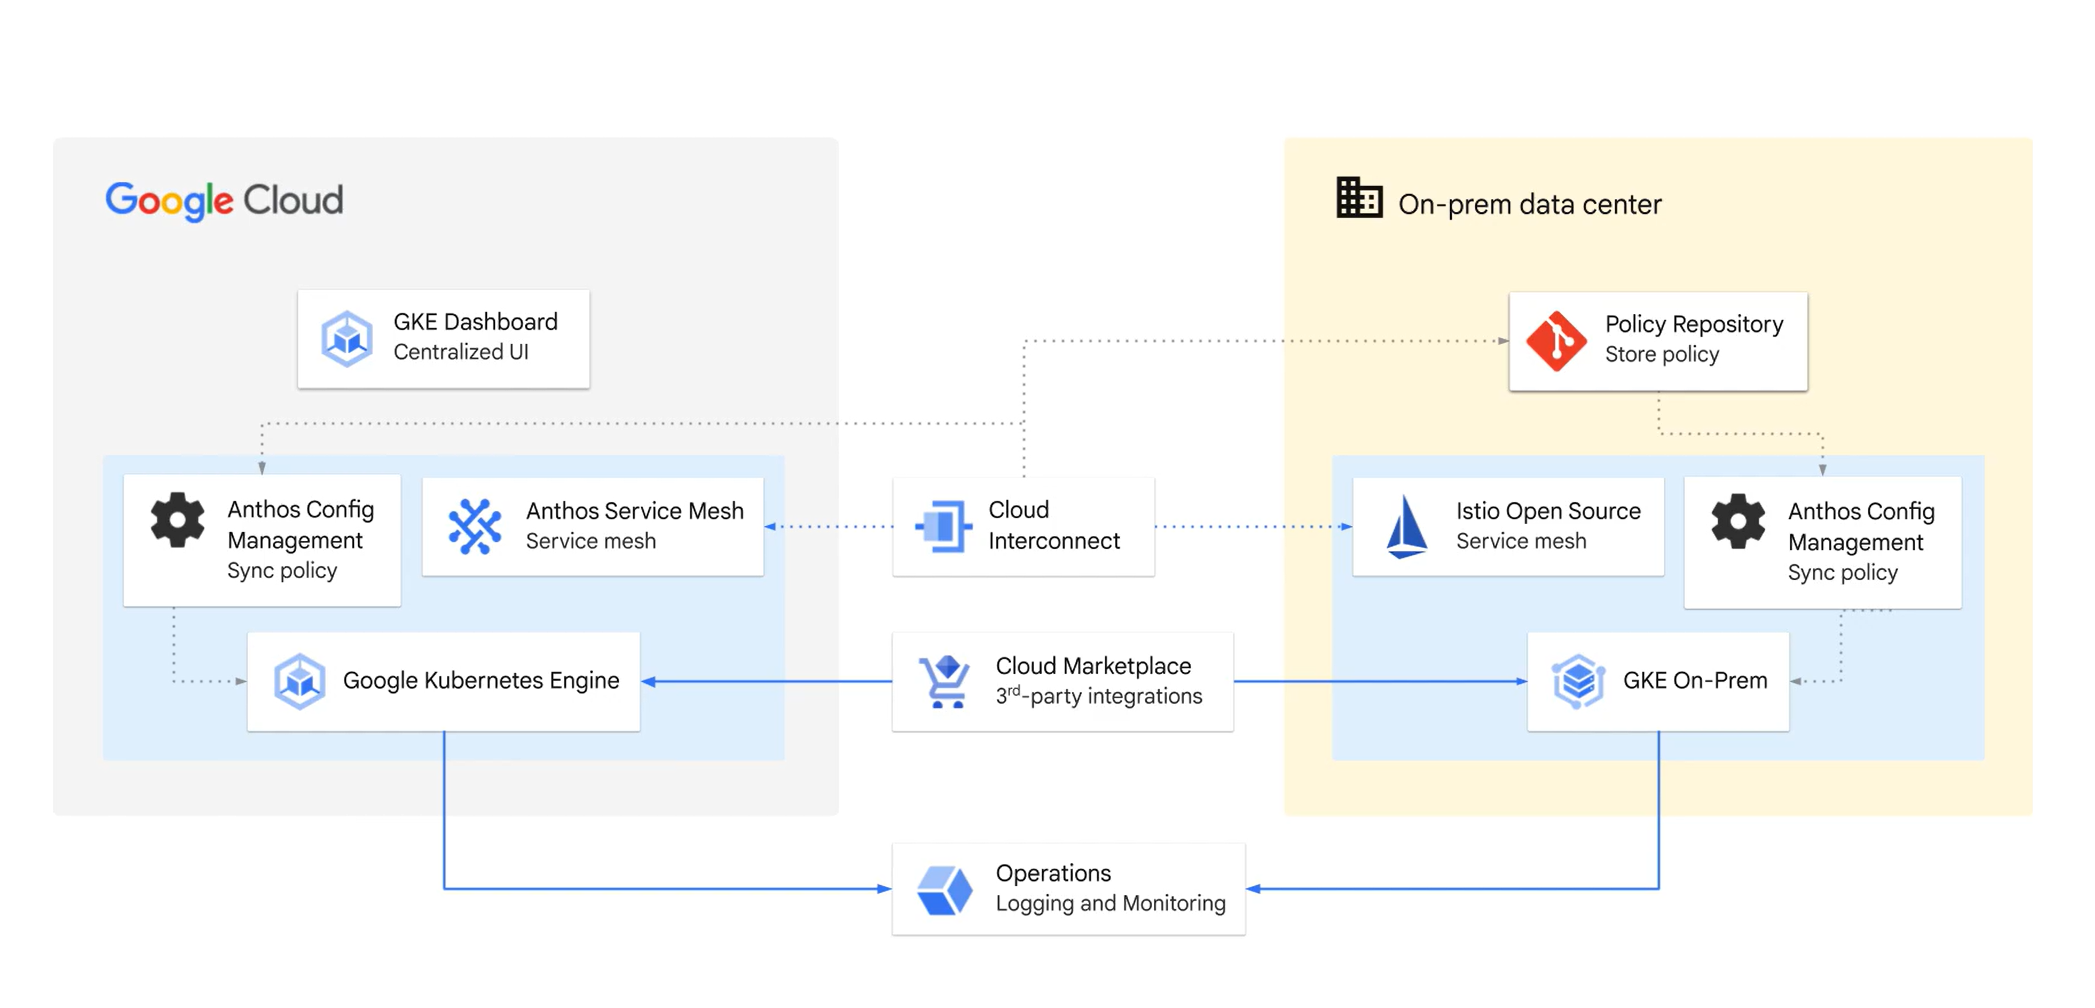 Google Cloud
On-prem data center
GKE Dashboard
Centralized UI
Policy Repository
Store policy
Anthos Config
Management
Sync policy
Anthos Service Mesh
Service mesh
Cloud
Interconnect
Istio Open Source
Service mesh
Anthos Config
Management
Sync policy
Google Kubernetes Engine
Cloud Marketplace
3rd-party integrations
GKE On-Prem
Operations
Logging and Monitoring